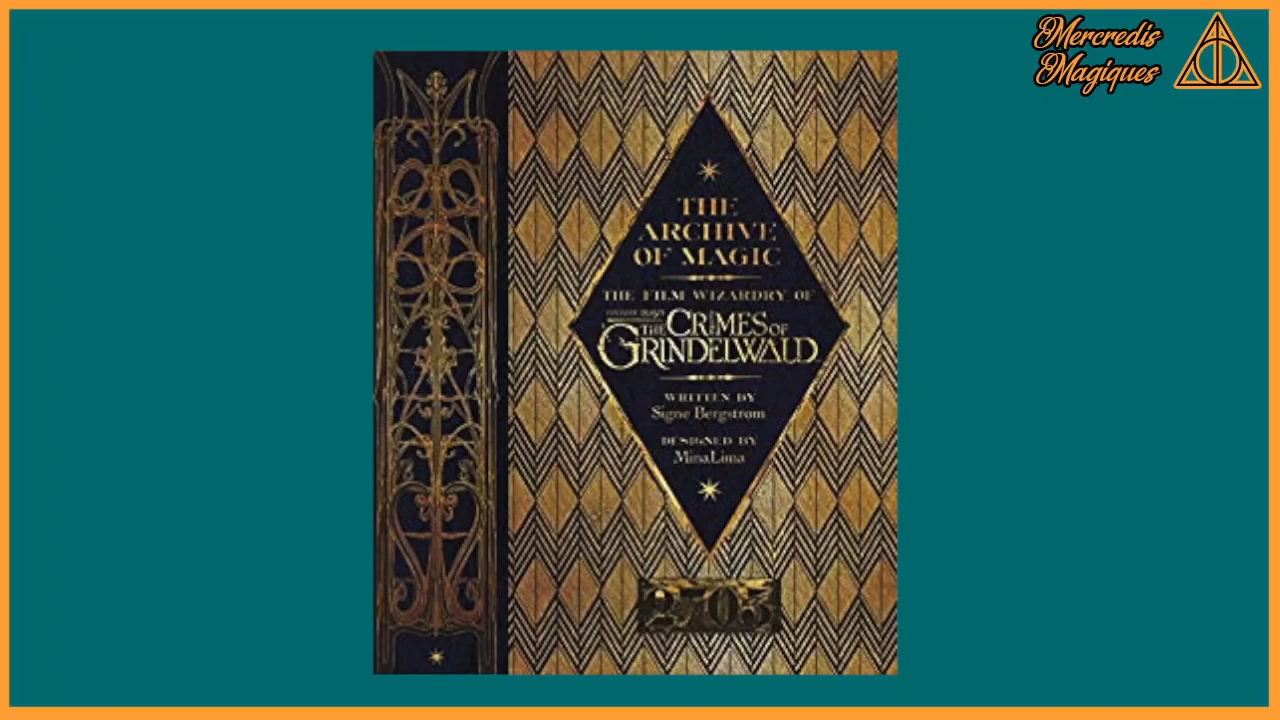 Mercredis
Magiques
THE
ARCHIVE
OF MAGIC
THE FILM WIZARDRY OF
THE CRIMES OF
GRINDELWALD
WRITTEN BY
Signe Bergstrom
DESIGNED BY
MinaLima
2703